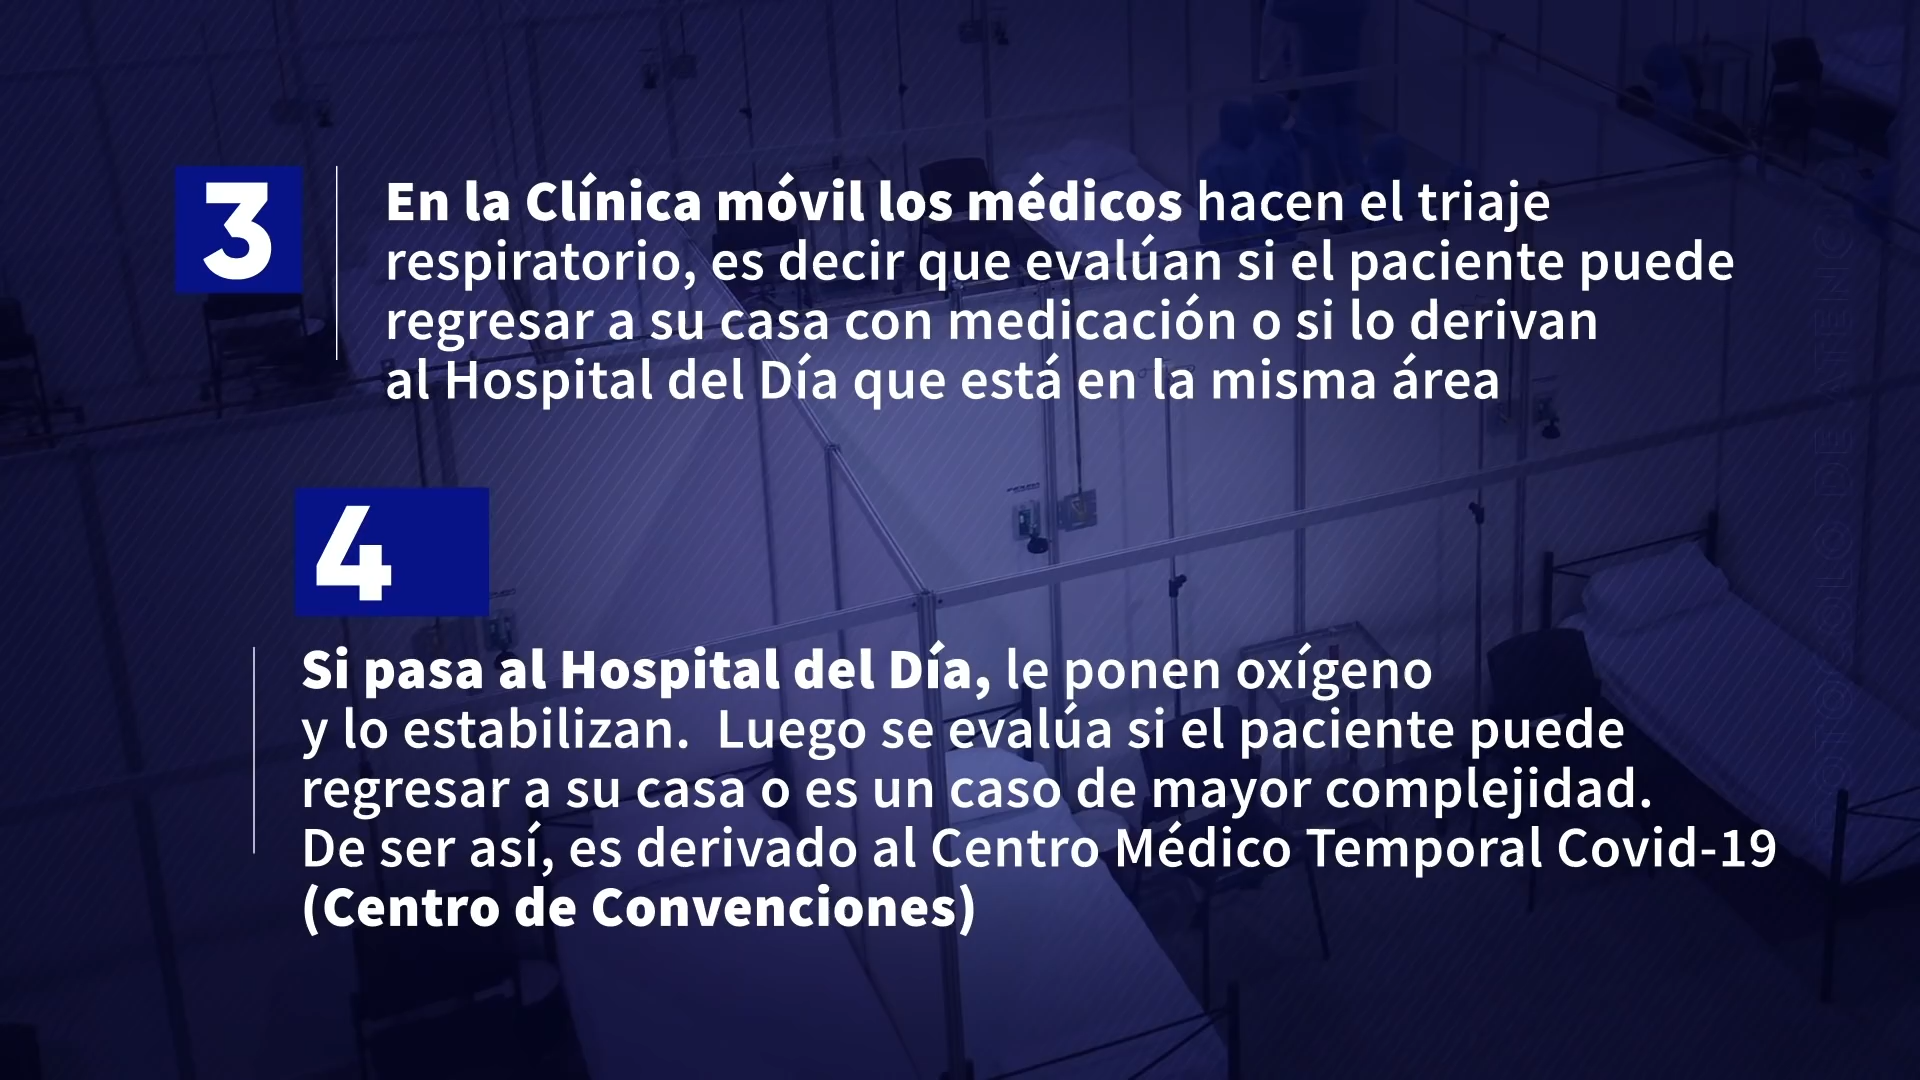 3
En la Clínica móvil los médicos hacen el triaje
respiratorio, es decir que evalúan si el paciente puede
regresar a su casa con medicación o si lo derivan
al Hospital del Día que está en la misma área
4
Si pasa al Hospital del Día, le ponen oxígeno
y lo estabilizan.  Luego se evalúa si el paciente puede
regresar a su casa o es un caso de mayor complejidad.
De ser así, es derivado al Centro Médico Temporal Covid-19
(Centro de Convenciones)